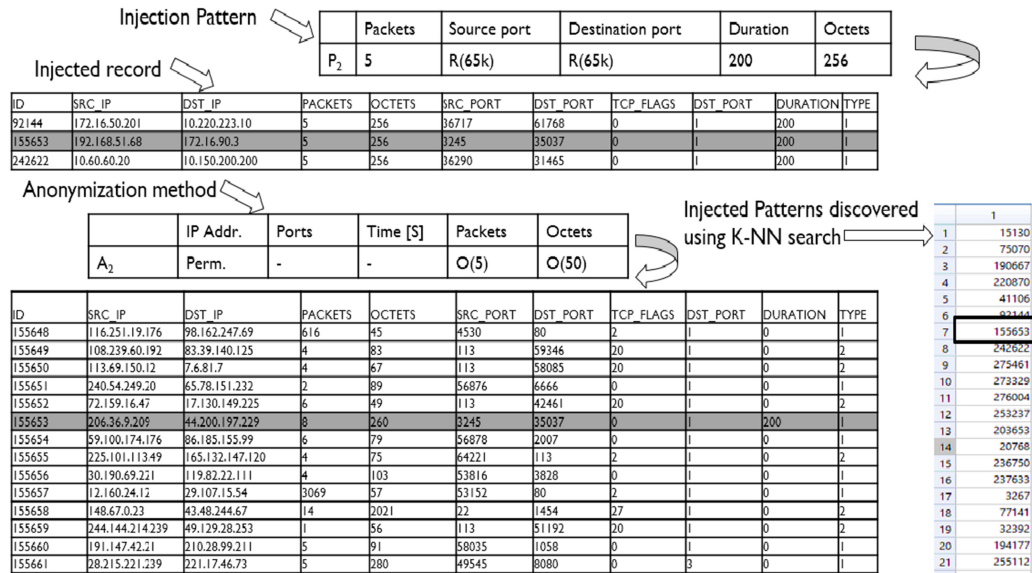 Injection Pattern
Packets Source port Destination port Duration Octets
P2 5 R(65k) R(65k) 200 256
Injected record
ID SRC_IP DST_IP PACKETS OCTETS SRC_PORT DST_PORT TCP_FLAGS DST_PORT DURATION TYPE
92144 172.16.50.201 10.220.223.10 5 256 36717 61768 0 1 200 1
155653 192.168.51.68 172.16.90.3 5 256 3245 35037 0 1 200 1
242622 10.60.60.20 10.150.200.200 5 256 36290 31465 0 1 200 1
Anonymization method
IP Addr. Ports Time [S] Packets Octets
A2 Perm. - - O(5) O(50)
Injected Patterns discovered
using K-NN search
ID SRC_IP DST_IP PACKETS OCTETS SRC_PORT DST_PORT TCP_FLAGS DST_PORT DURATION TYPE
155648 116.251.19.176 98.162.247.69 616 45 4530 80 2 1 0 1
155649 108.239.60.192 83.39.140.125 4 83 113 59346 20 1 0 2
155650 113.69.150.12 7.6.81.7 4 67 113 58085 20 1 0 2
155651 240.54.249.20 65.78.151.232 2 89 56876 6666 0 1 0 1
155652 72.159.16.47 17.130.149.225 6 49 113 42461 20 1 0 2
155653 206.36.9.209 44.200.197.229 8 260 3245 35037 0 1 200 1
155654 59.100.174.176 86.185.155.99 6 79 56878 2007 0 1 0 1
155655 225.101.113.49 165.132.147.120 4 75 64221 113 2 1 0 2
155656 30.190.69.221 119.82.22.111 4 103 53816 3828 0 1 0 1
155657 12.160.24.12 29.107.15.54 3069 57 53152 80 2 1 0 1
155658 148.67.0.23 43.48.244.67 14 2021 22 1454 27 1 0 2
155659 244.144.214.239 49.129.28.253 1 56 113 51192 20 1 0 2
155660 191.147.42.21 210.28.99.211 5 91 58035 1058 0 1 0 1
155661 28.215.221.239 221.17.46.73 5 280 49545 8080 0 3 0 1
1
1 15130
2 75070
3 190667
4 220870
5 41106
6 92144
7 155653
8 242622
9 275461
10 273329
11 276004
12 253237
13 203653
14 20768
15 236750
16 237633
17 3267
18 77141
19 32392
20 194177
21 255112